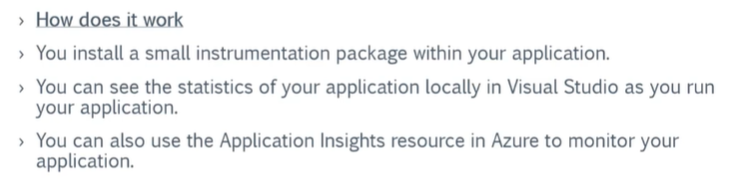 › How does it work
› You install a small instrumentation package within your application.
› You can see the statistics of your application locally in Visual Studio as you run
your application.
› You can also use the Application Insights resource in Azure to monitor your
application.